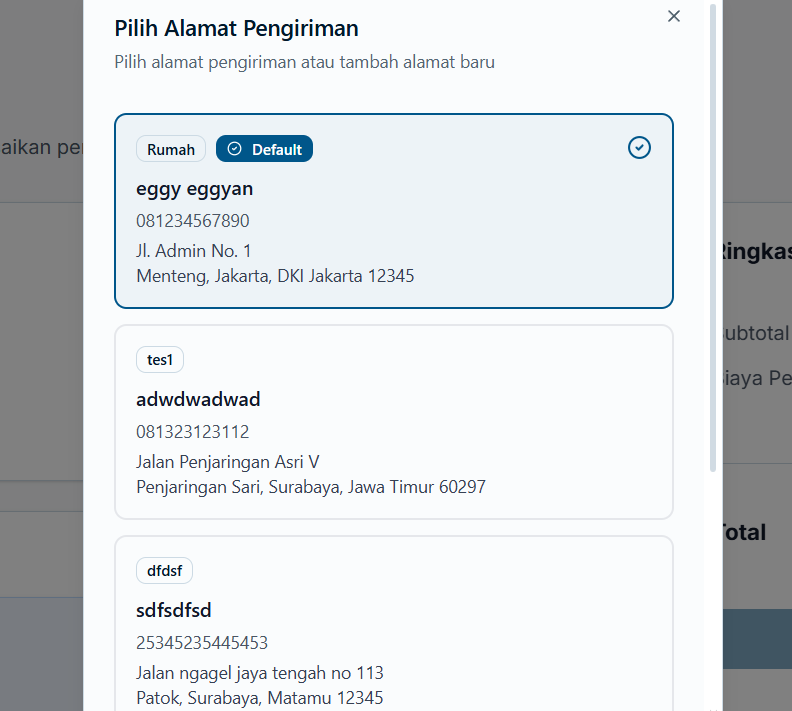 Pilih Alamat Pengiriman
Pilih alamat pengiriman atau tambah alamat baru
aikan per
Rumah
Default
eggy eggyan
081234567890
Jl. Admin No. 1
Menteng, Jakarta, DKI Jakarta 12345
Ringkas
ubtotal
iaya Pe
tes1
adwdwadwad
081323123112
Jalan Penjaringan Asri V
Penjaringan Sari, Surabaya, Jawa Timur 60297
Total
dfdsf
sdfsdfsd
25345235445453
Jalan ngagel jaya tengah no 113
Patok, Surabaya, Matamu 12345